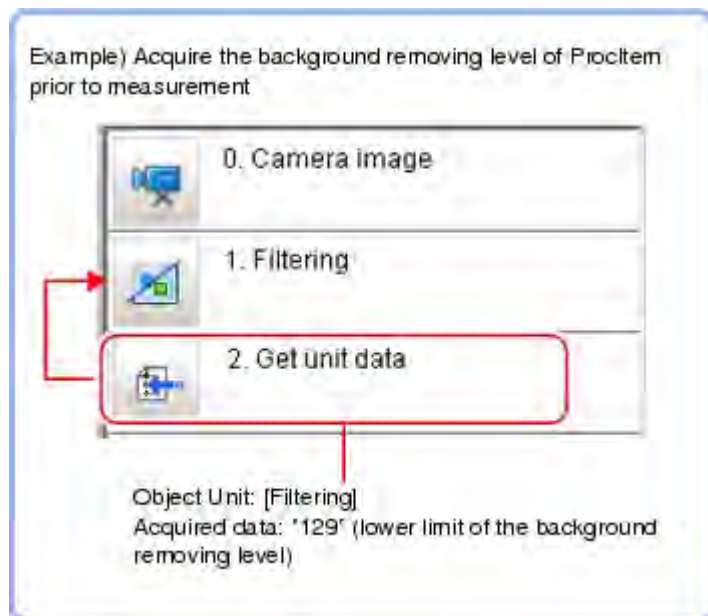 Example) Acquire the background removing level of ProcItem
prior to measurement
0. Camera image
1. Filtering
2. Get unit data
Object Unit: [Filtering]
Acquired data: "129" (lower limit of the background
removing level)